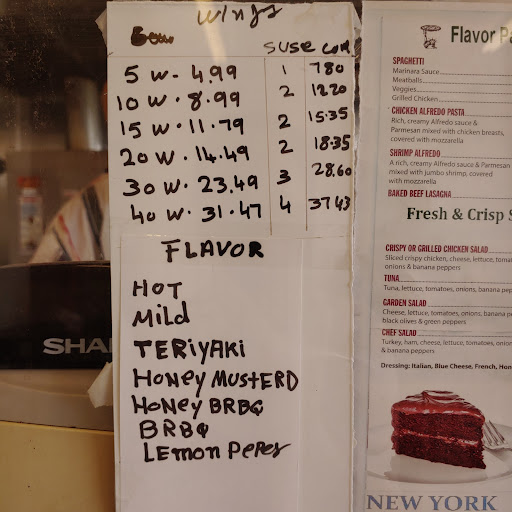 Wings
suse com
5 W- 4.99 1 780
10 W. 8.99 2 12.20
15 W. 11.79 2 15.35
20 W. 14.49 2 18.35
30 W. 23.49 3 28.60
40 W. 31.47 4 37.43
FLAVOR
HOT
Mild
TERiyAKi
HONEY MUSTERD
HONEY BRBQ
BRBQ
LEMON PEPER
SHA
Flavor
SPAGHETTI
Marinara Sauce
Meatballs
Veggies
Grilled Chicken
CHICKEN ALFREDO PASTA
Rich, creamy Alfredo sauce &
Parmesan mixed with chicken breasts,
covered with mozzarella
SHRIMP ALFREDO
A rich, creamy Alfredo sauce & Parmesan
mixed with jumbo shrimp, covered
with mozzarella
BAKED BEEF LASAGNA
Fresh & Crisp S
CRISPY OR GRILLED CHICKEN SALAD
Sliced crispy chicken, cheese, lettuce, tomat
onions & banana peppers
TUNA
Tuna, lettuce, tomatoes, onions, banana pep
GARDEN SALAD
Cheese, lettuce, tomatoes, onions, banana pe
black olives & green peppers
CHEF SALAD
Turkey, ham, cheese, lettuce, tomatoes, onion
& banana peppers
Dressing: Italian, Blue Cheese, French, Hon
NEW YORK